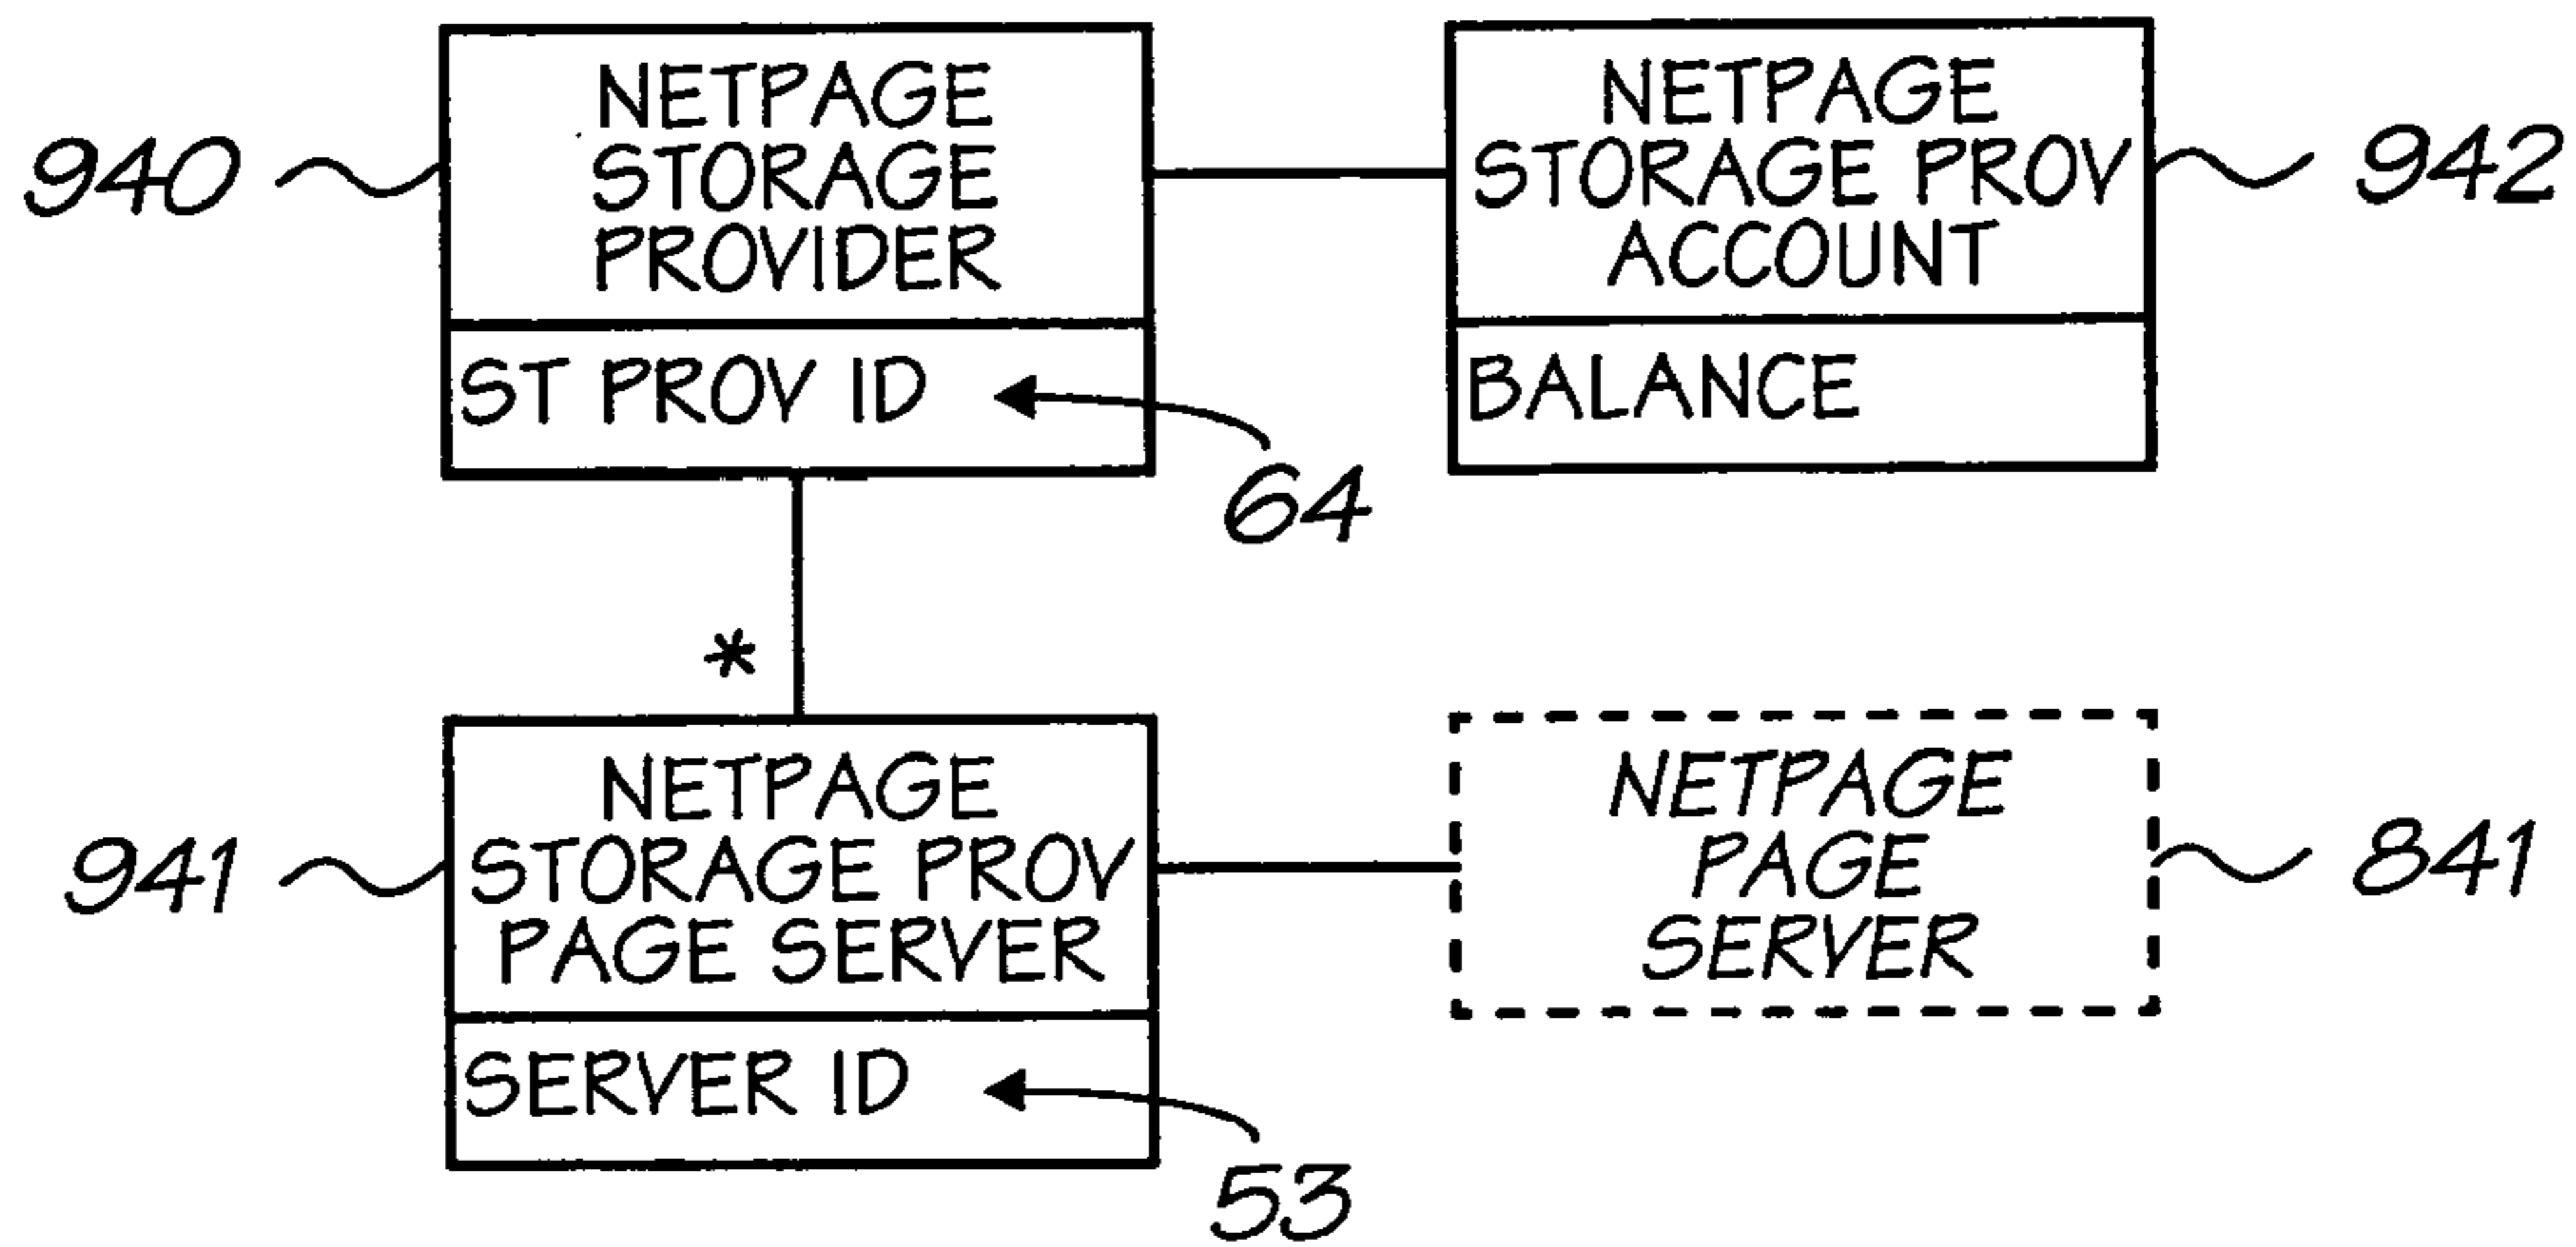 940
NETPAGE
STORAGE
PROVIDER
ST PROV ID
64
NETPAGE
STORAGE PROV
ACCOUNT
BALANCE
942
*
941
NETPAGE
STORAGE PROV
PAGE SERVER
SERVER ID
53
NETPAGE
PAGE
SERVER
841